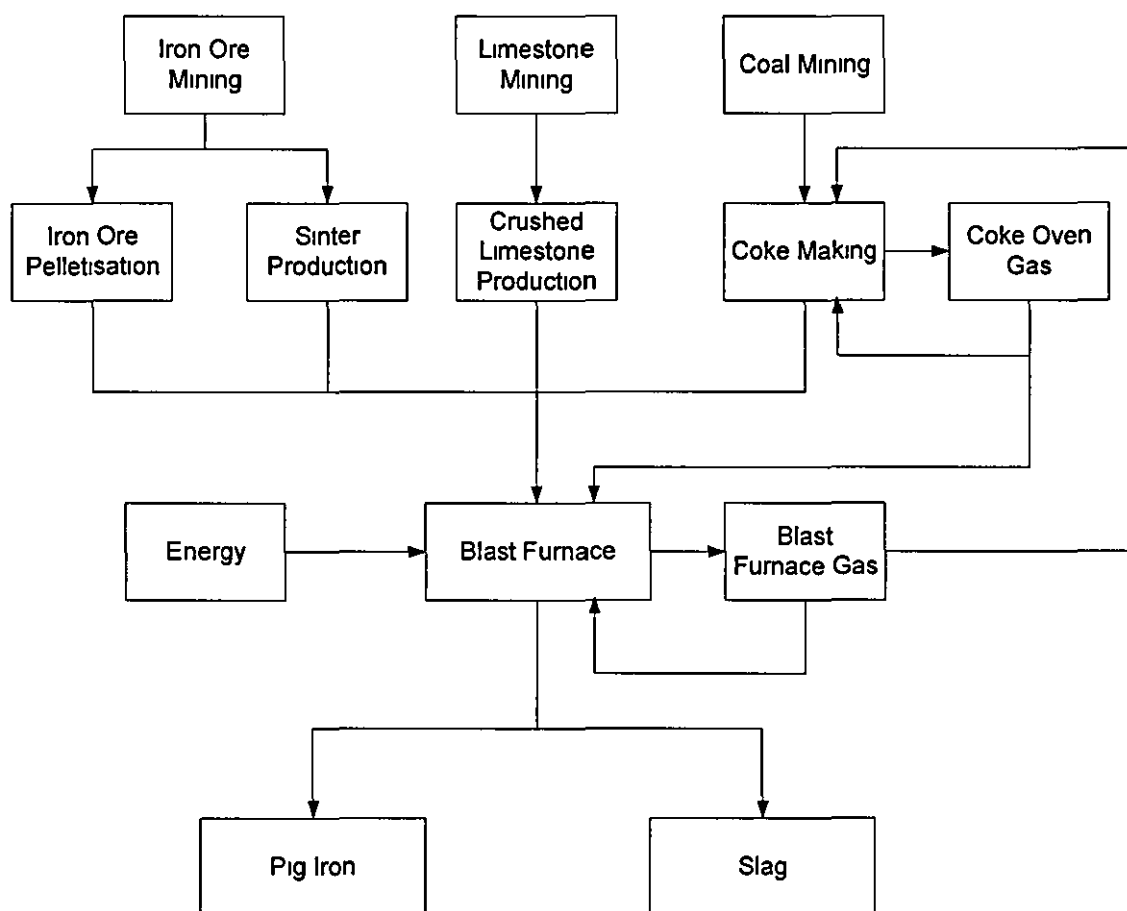 Iron Ore
Mining
Limestone
Mining
Coal Mining
Iron Ore
Pelletisation
Sinter
Production
Crushed
Limestone
Production
Coke Making
Coke Oven
Gas
Energy
Blast Furnace
Blast
Furnace Gas
Pig Iron
Slag